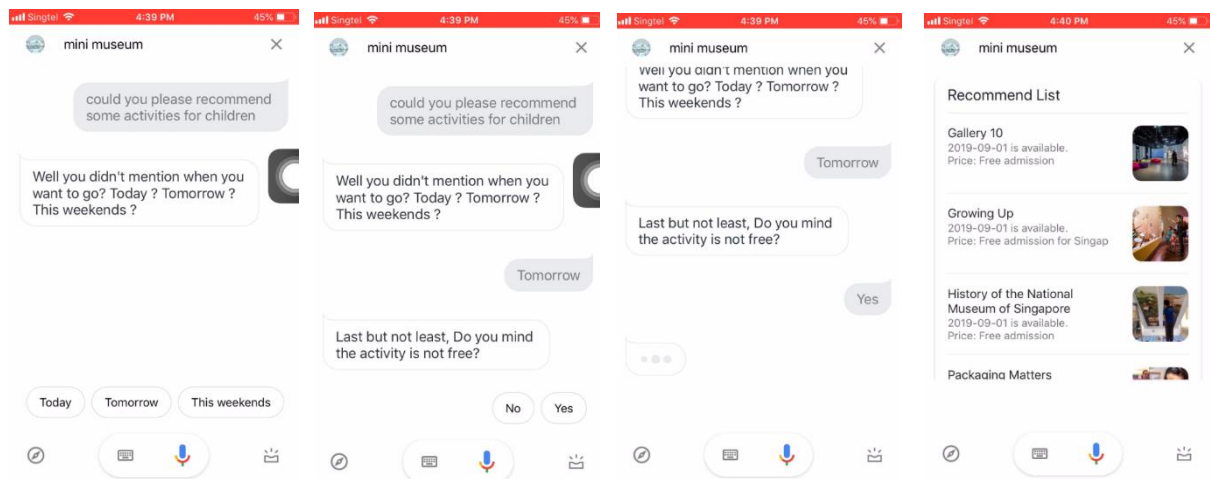 Singtel 4:39 PM 45%
mini museum
could you please recommend
some activities for children
Well you didn't mention when you
want to go? Today ? Tomorrow ?
This weekends ?
Today Tomorrow This weekends
Singtel 4:39 PM 45%
mini museum
could you please recommend
some activities for children
Well you didn't mention when you
want to go? Today ? Tomorrow ?
This weekends ?
Tomorrow
Last but not least, Do you mind
the activity is not free?
No Yes
Singtel 4:39 PM 45%
mini museum
Well you didn't mention when you
want to go? Today ? Tomorrow ?
This weekends ?
Tomorrow
Last but not least, Do you mind
the activity is not free?
Yes
Singtel 4:40 PM 45%
mini museum
Recommend List
Gallery 10
2019-09-01 is available.
Price: Free admission
Growing Up
2019-09-01 is available.
Price: Free admission for Singap
History of the National
Museum of Singapore
2019-09-01 is available.
Price: Free admission
Packaging Matters